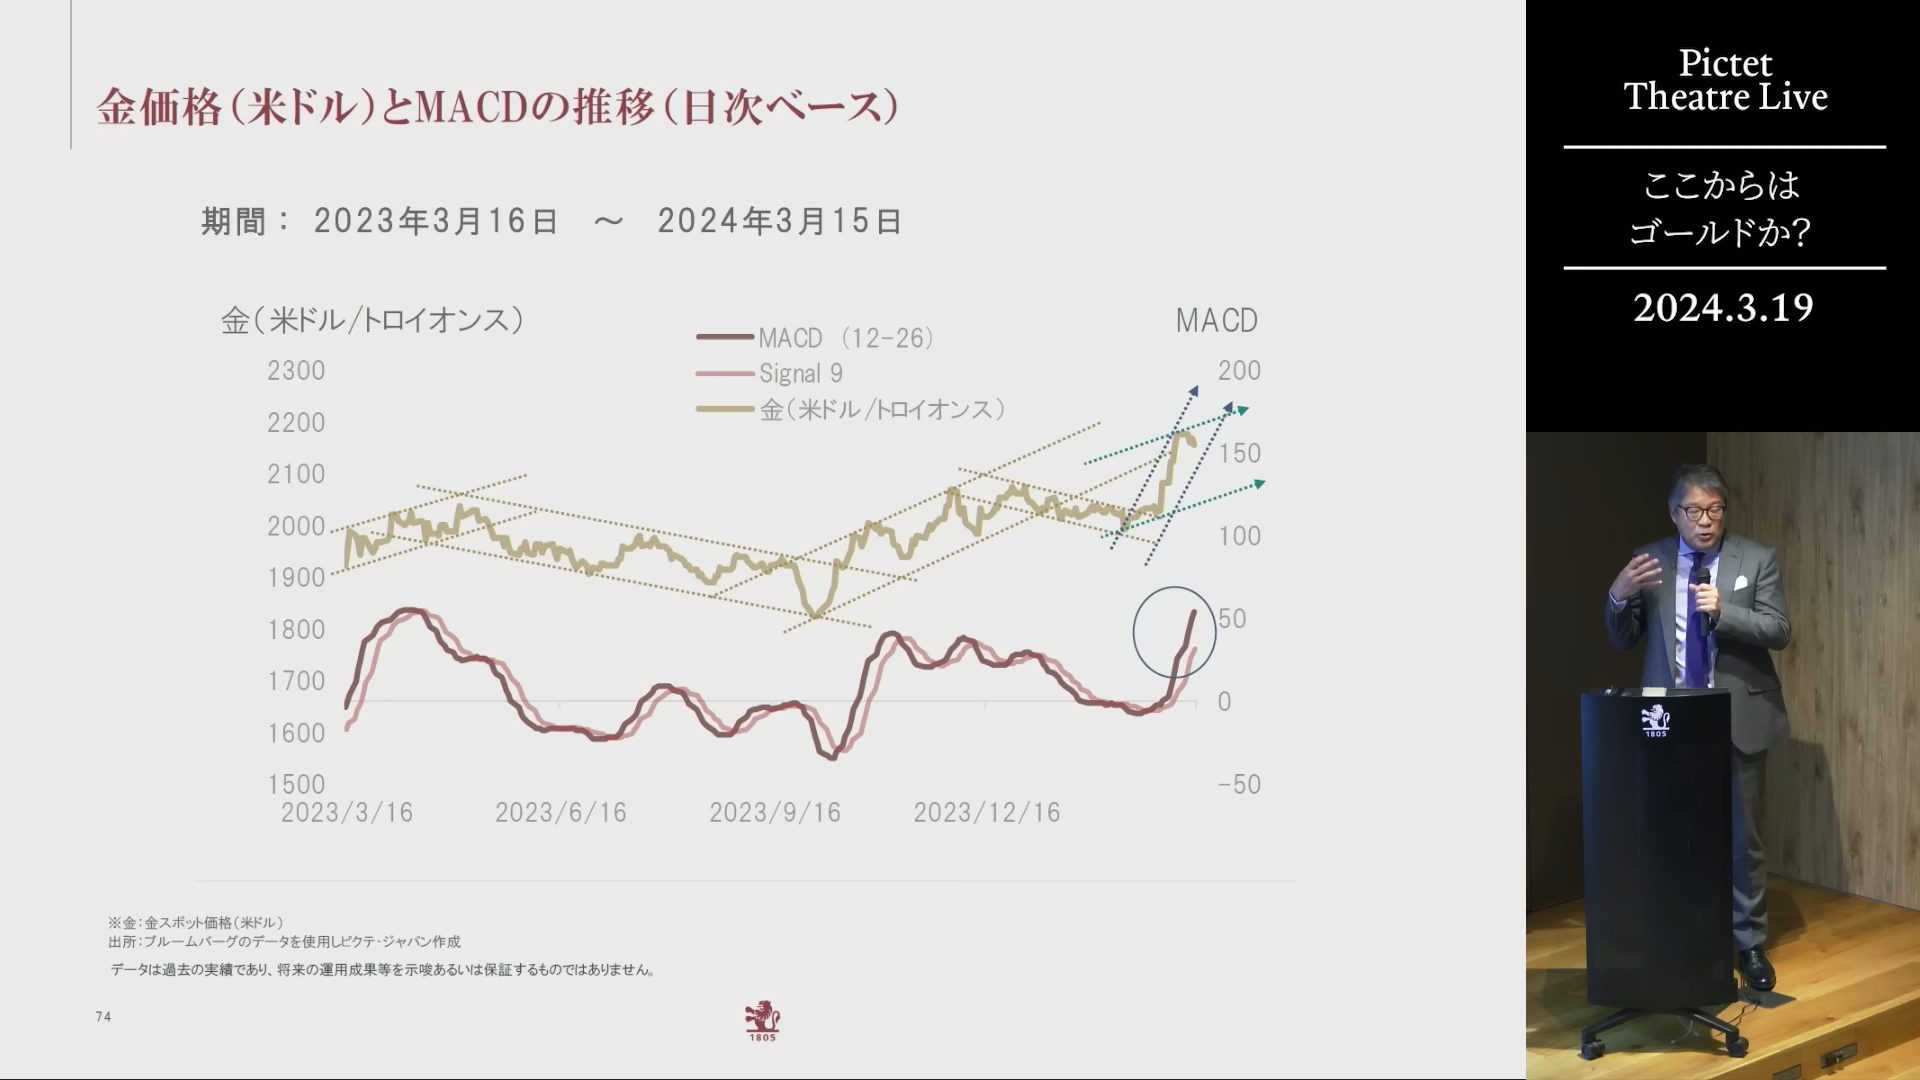 金価格（米ドル）とMACDの推移（日次ベース）
期間： 2023年3月16日 ～ 2024年3月15日
金（米ドル/トロイオンス）
MACD
MACD （12-26）
Signal 9
金（米ドル/トロイオンス）
2300
2200
2100
2000
1900
1800
1700
1600
1500
200
150
100
50
0
-50
2023/3/16
2023/6/16
2023/9/16
2023/12/16
※金：金スポット価格（米ドル）
出所：ブルームバーグのデータを使用しピクテ・ジャパン作成
データは過去の実績であり、将来の運用成果等を示唆あるいは保証するものではありません。
74
1805
Pictet
Theatre Live
ここからは
ゴールドか？
2024.3.19
1805